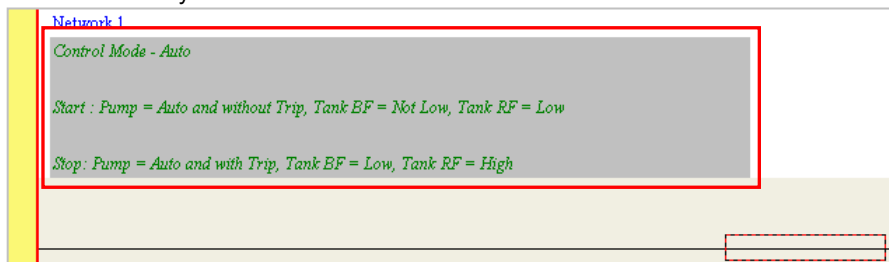 Network 1
Control Mode - Auto
Start : Pump = Auto and without Trip, Tank BF = Not Low, Tank RF = Low
Stop: Pump = Auto and with Trip, Tank BF = Low, Tank RF = High